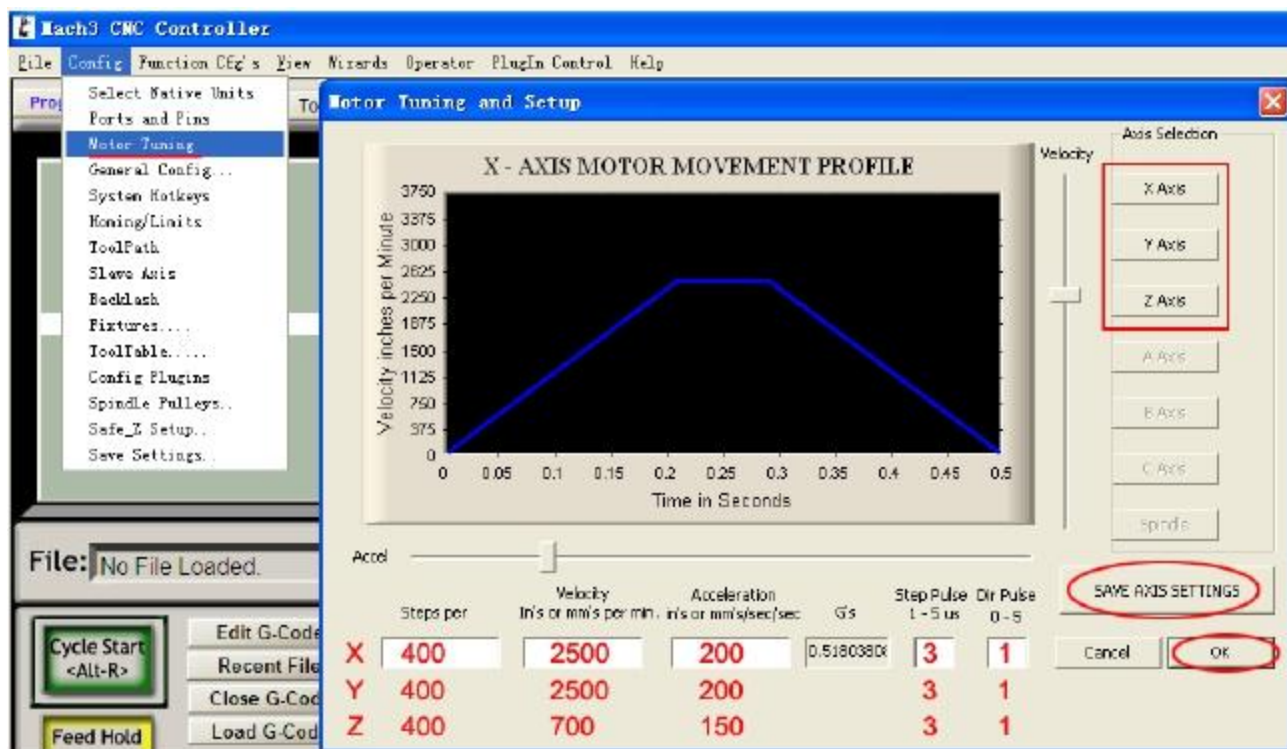 Mach3 CNC Controller
File Config Function Cfg's View Wizards Operator PlugIn Control Help
Select Native Units
Ports and Pins
Motor Tuning
General Config...
System Hotkeys
Homing/Limits
ToolPath
Slave Axis
Backlash
Fixtures.....
ToolTable.....
Config Plugins
Spindle Pulleys..
Safe_Z Setup..
Save Settings..
Motor Tuning and Setup
X - AXIS MOTOR MOVEMENT PROFILE
Velocity inches per Minute
3750
3375
3000
2625
2250
1875
1500
1125
750
375
0
0 0.05 0.1 0.15 0.2 0.25 0.3 0.35 0.4 0.45 0.5
Time in Seconds
Velocity
Axis Selection
X Axis
Y Axis
Z Axis
A Axis
B Axis
C Axis
Spindle
Accel
SAVE AXIS SETTINGS
Cancel OK
Velocity Acceleration Step Pulse Dir Pulse
Steps per In's or mm's per min. in's or mm's/sec/sec G's 1 - 5 us 0 - 5
X 400 2500 200 0.5180380 3 1
Y 400 2500 200 3 1
Z 400 700 150 3 1
File: No File Loaded.
Cycle Start
<Alt-R>
Feed Hold
Edit G-Code
Recent File
Close G-Cod
Load G-Cod